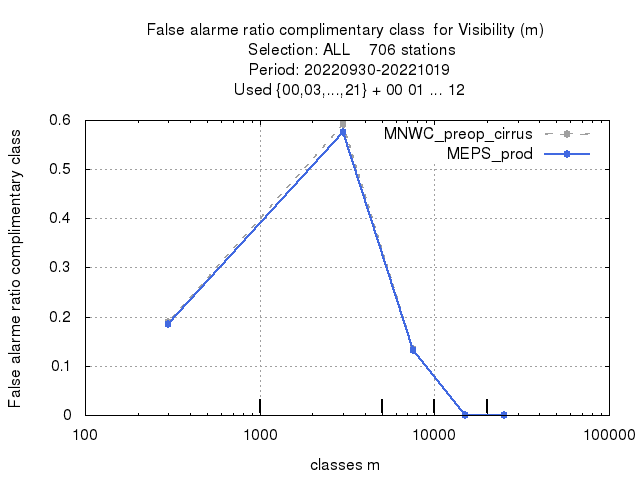 False alarme ratio complimentary class  for Visibility (m)
Selection: ALL    706 stations
Period: 20220930-20221019
Used {00,03,...,21} + 00 01 ... 12
MNWC_preop_cirrus
MEPS_prod
False alarme ratio complimentary class
0.6
0.5
0.4
0.3
0.2
0.1
0
100
1000
10000
100000
classes m